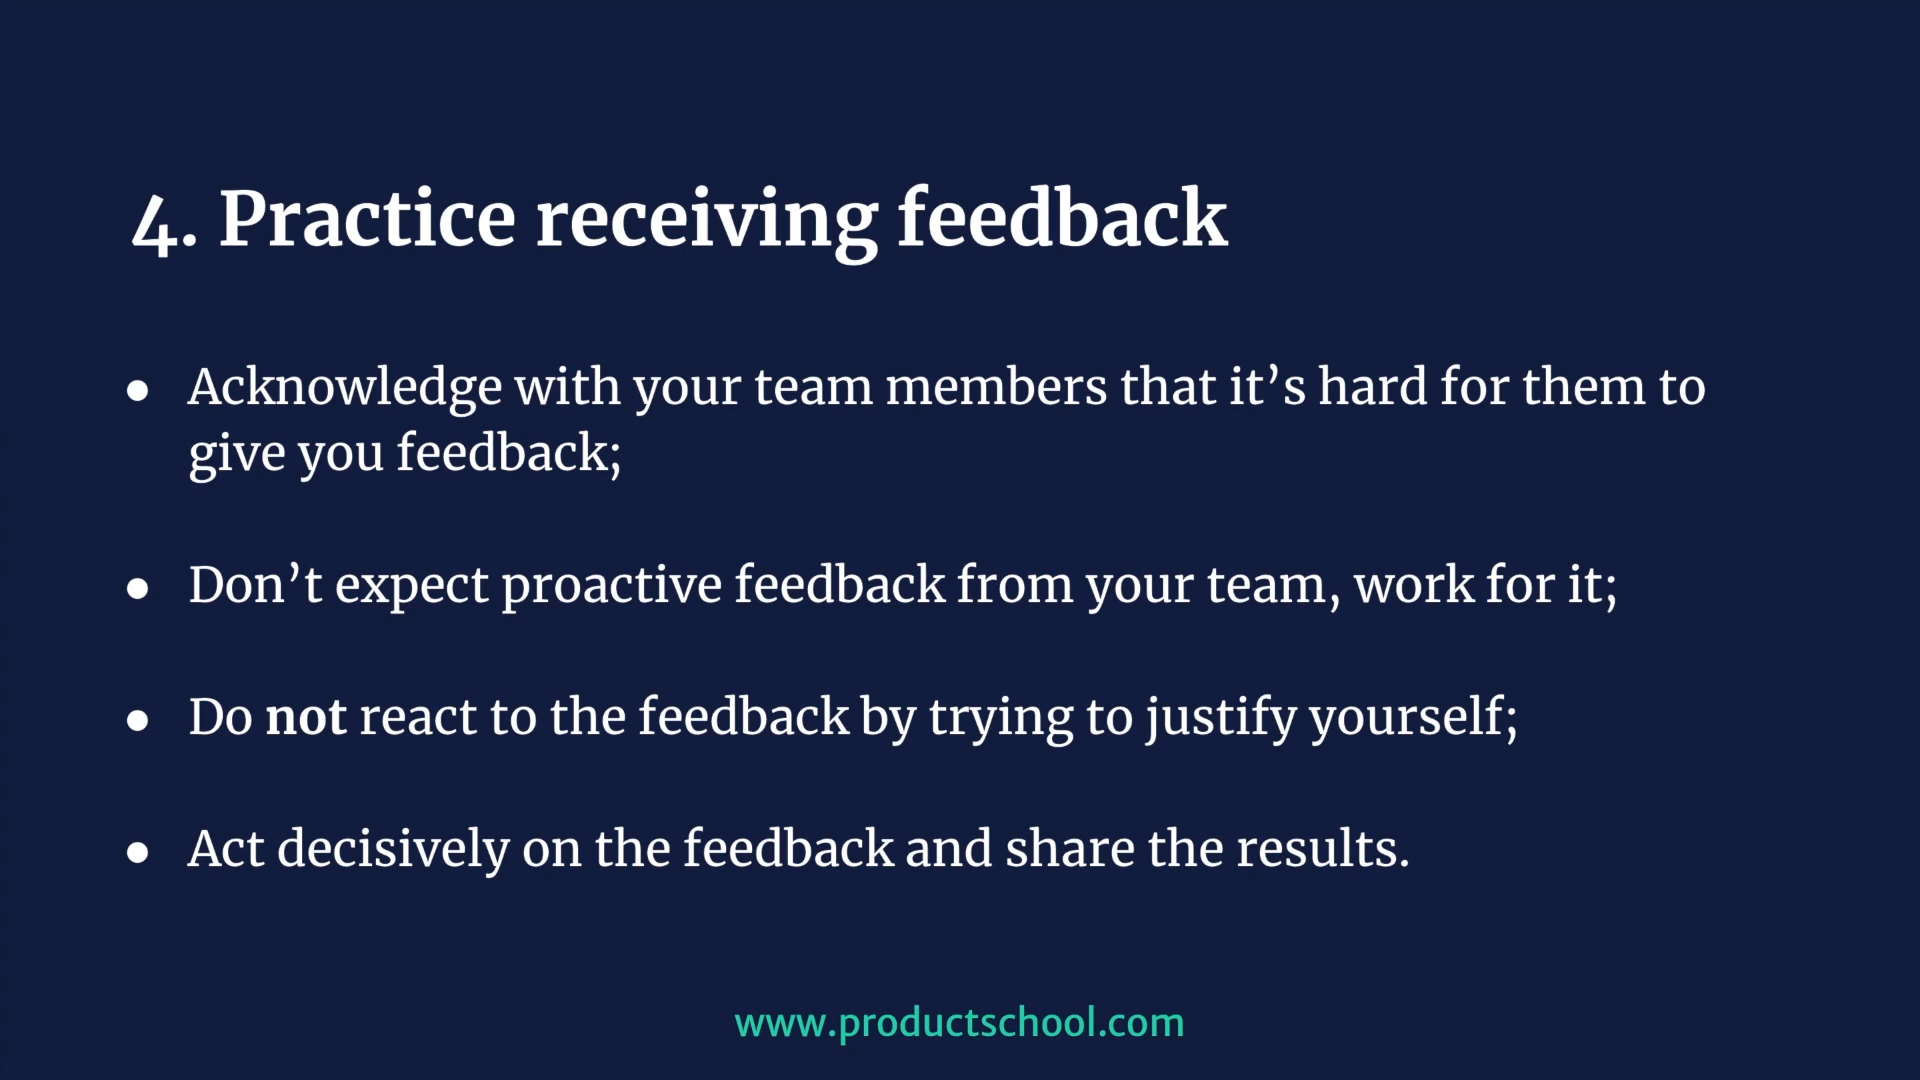 4. Practice receiving feedback
● Acknowledge with your team members that it’s hard for them to
give you feedback;
● Don’t expect proactive feedback from your team, work for it;
● Do not react to the feedback by trying to justify yourself;
● Act decisively on the feedback and share the results.
www.productschool.com